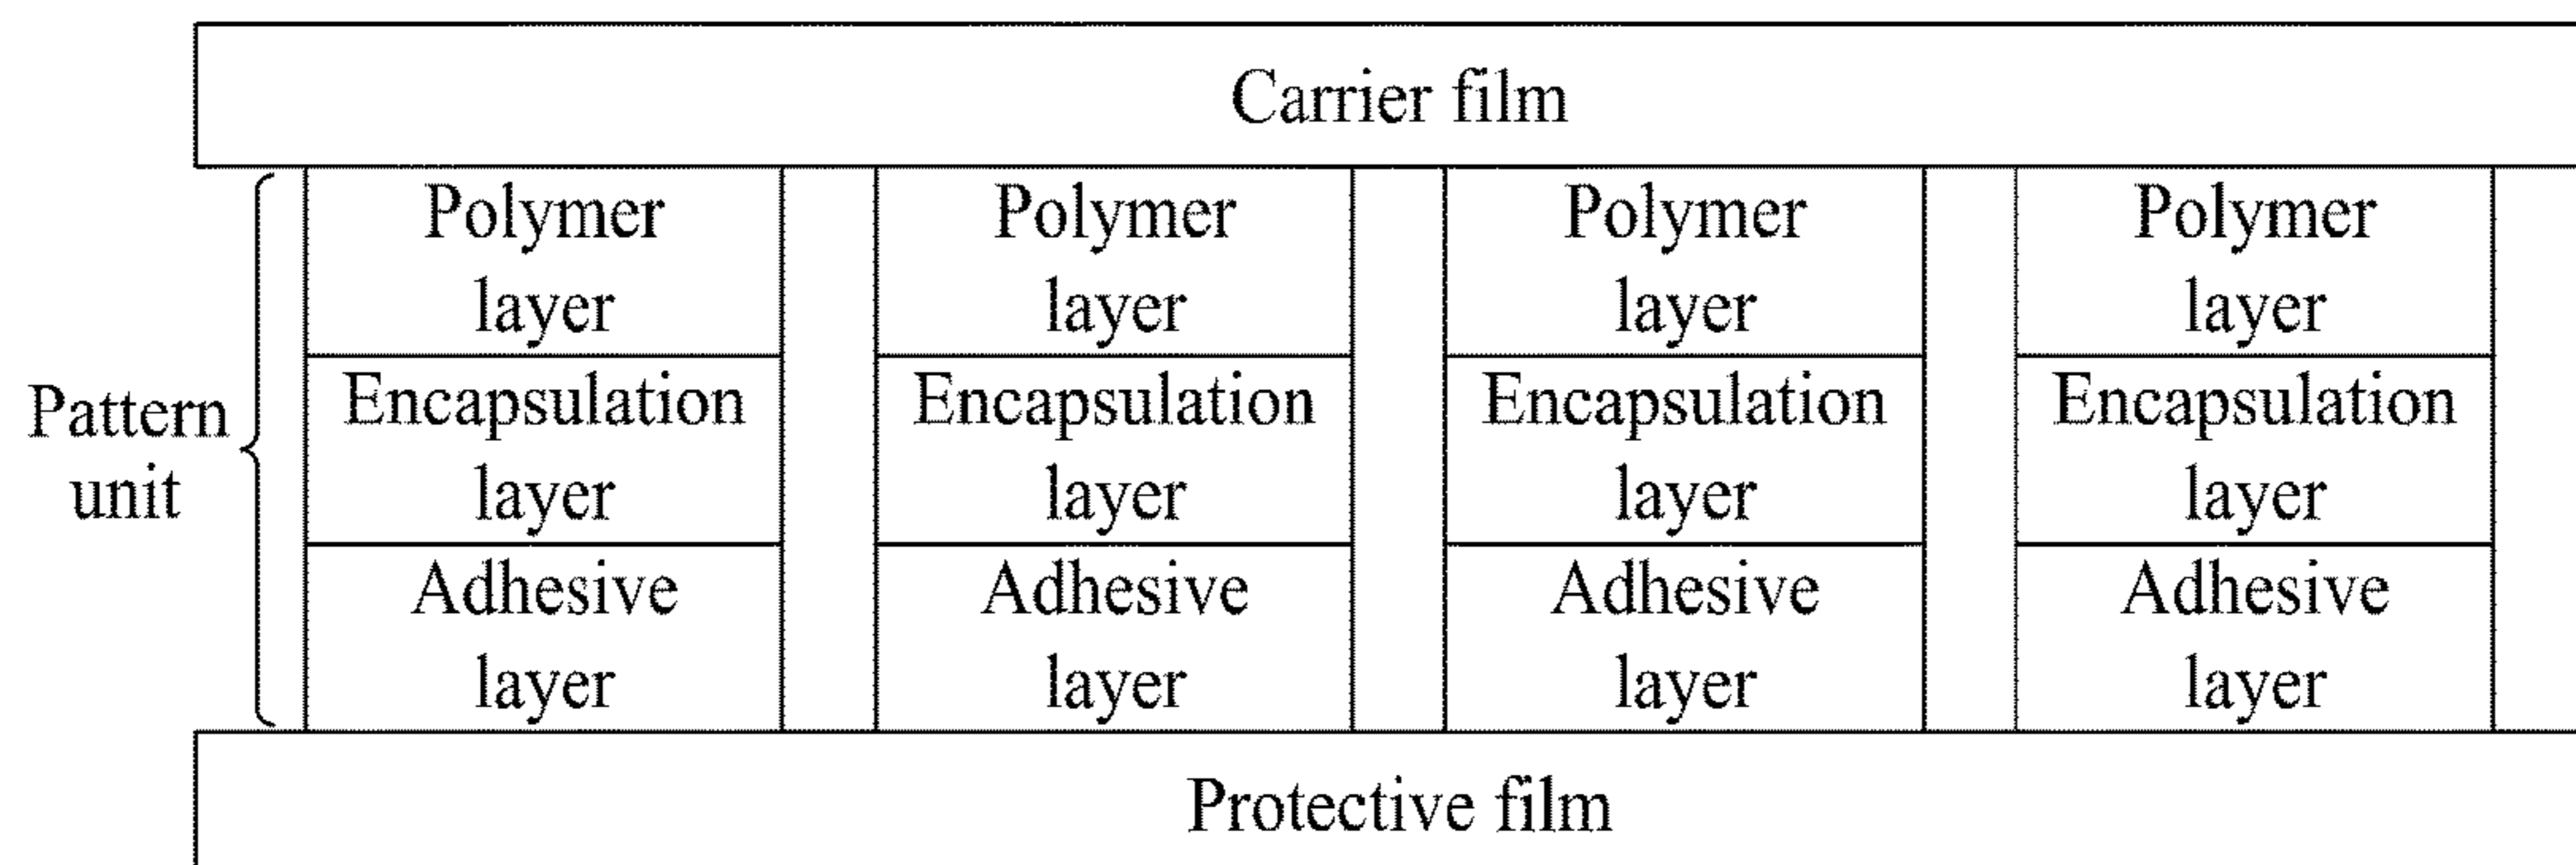 Carrier film
Polymer
layer
Polymer
layer
Polymer
layer
Polymer
layer
Pattern
unit
Encapsulation
layer
Encapsulation
layer
Encapsulation
layer
Encapsulation
layer
Adhesive
layer
Adhesive
layer
Adhesive
layer
Adhesive
layer
Protective film